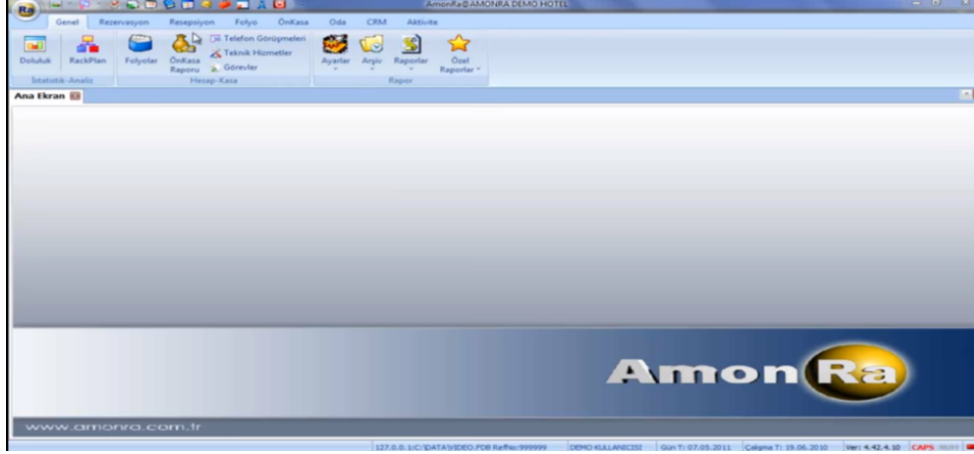 AmonRa@AMONRA DEMO HOTEL
Genel Rezervasyon Resepsiyon Folyo ÖnKasa Oda CRM Aktivite
Doluluk RackPlan Folyolar ÖnKasa Raporu Telefon Görüşmeleri Teknik Hizmetler Görevler Ayarlar Arşiv Raporlar Özel Raporlar
İstatistik-Analiz Hesap-Kasa Rapor
Ana Ekran
Amon Ra
www.amonra.com.tr
127.0.0.1:C:\DATA\VIDEO.FDB RefNo:999999 DEMO KULLANICISI Gün T: 07.05.2011 Çalışma T: 19.06.2010 Ver: 4.42.4.10 CAPS NUM